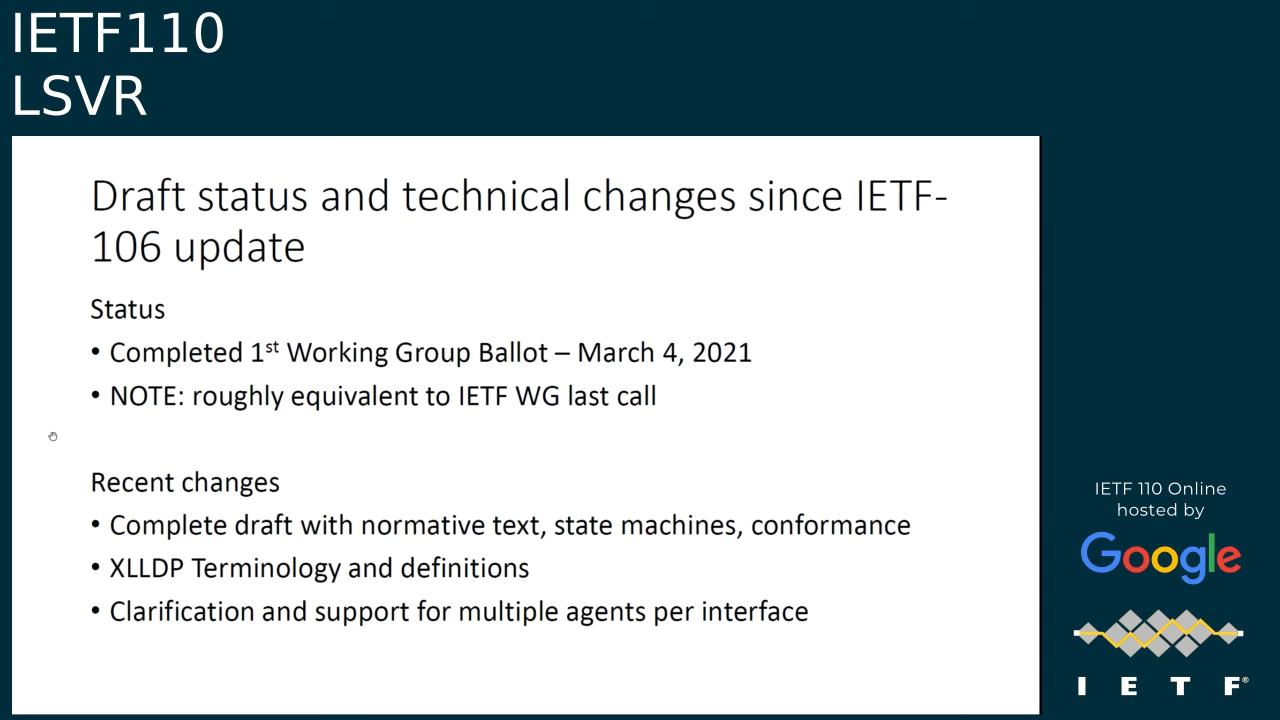 IETF110
LSVR
Draft status and technical changes since IETF-
106 update
Status
• Completed 1st Working Group Ballot – March 4, 2021
• NOTE: roughly equivalent to IETF WG last call
Recent changes
• Complete draft with normative text, state machines, conformance
• XLLDP Terminology and definitions
• Clarification and support for multiple agents per interface
IETF 110 Online
hosted by
Google
I E T F®